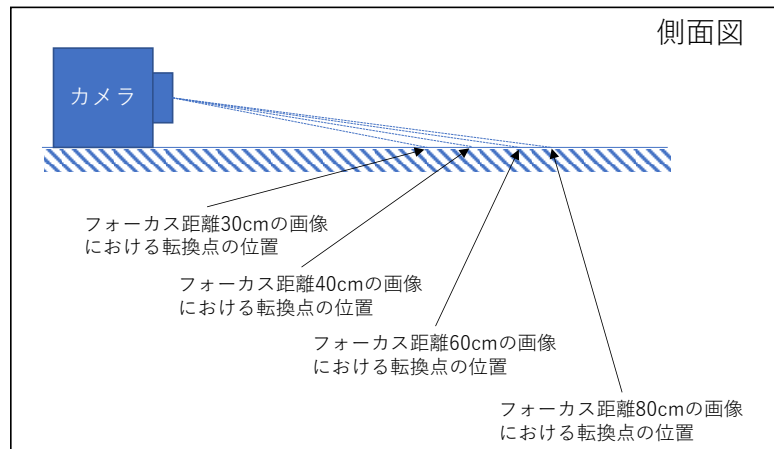 側面図
カメラ
フォーカス距離30cmの画像
における転換点の位置
フォーカス距離40cmの画像
における転換点の位置
フォーカス距離60cmの画像
における転換点の位置
フォーカス距離80cmの画像
における転換点の位置